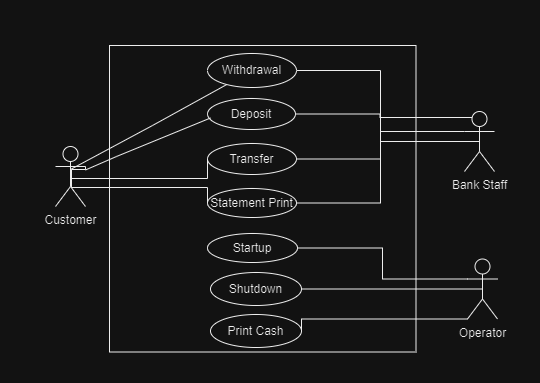 Withdrawal
Deposit
Transfer
Statement Print
Startup
Shutdown
Print Cash
Customer
Bank Staff
Operator